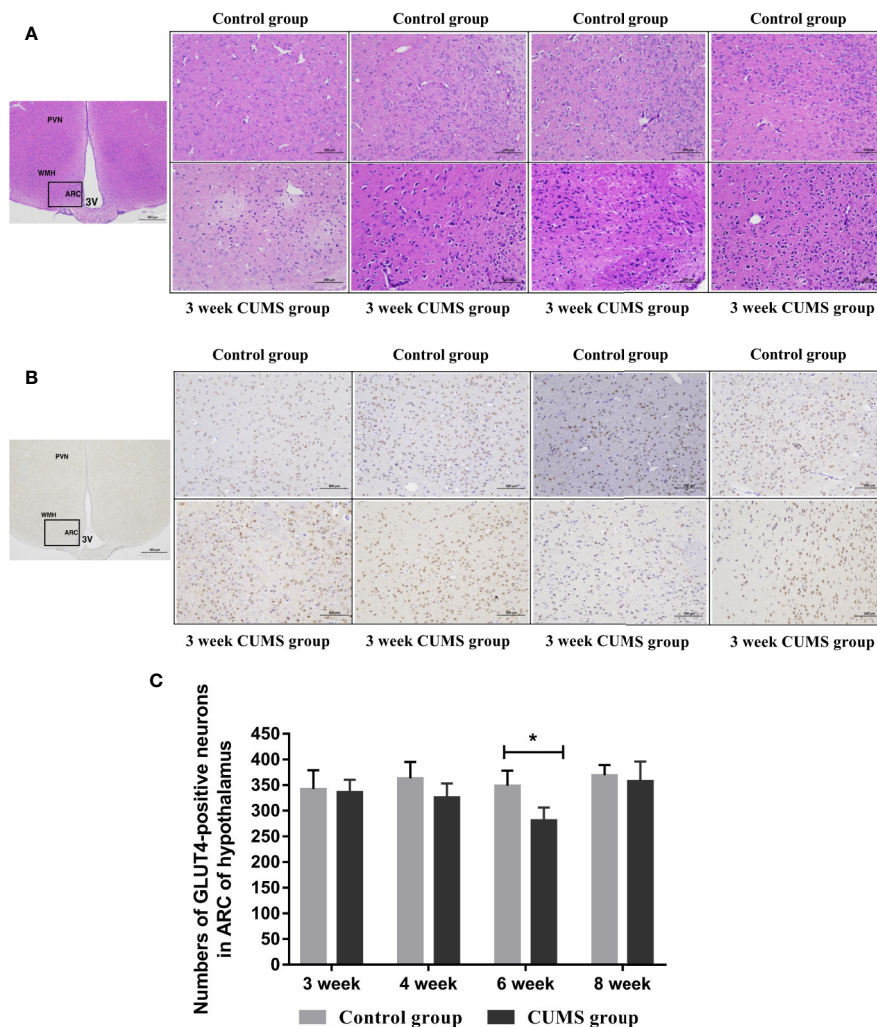 A
Control group Control group Control group Control group
PVN
WMH
ARC
3V
3 week CUMS group 3 week CUMS group 3 week CUMS group 3 week CUMS group
B
Control group Control group Control group Control group
PVN
WMH
ARC
3V
3 week CUMS group 3 week CUMS group 3 week CUMS group 3 week CUMS group
C
Numbers of GLUT4-positive neurons
in ARC of hypothalamus
450
400
350
300
250
200
150
100
50
0
*
3 week 4 week 6 week 8 week
Control group CUMS group